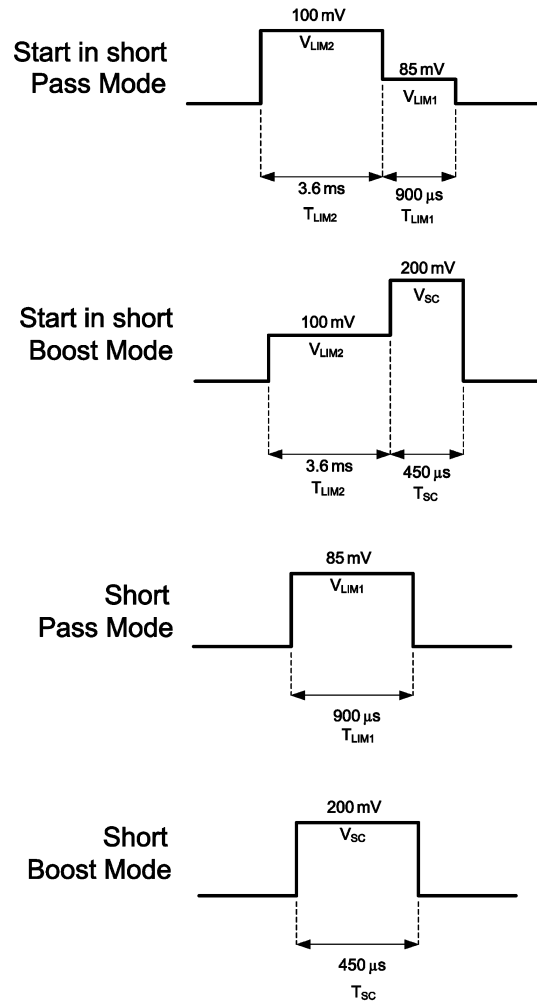 Start in short
Pass Mode
100 mV
VLIM2
85 mV
VLIM1
3.6 ms
TLIM2
900 μs
TLIM1
Start in short
Boost Mode
100 mV
VLIM2
200 mV
VSC
3.6 ms
TLIM2
450 μs
TSC
Short
Pass Mode
85 mV
VLIM1
900 μs
TLIM1
Short
Boost Mode
200 mV
VSC
450 μs
TSC